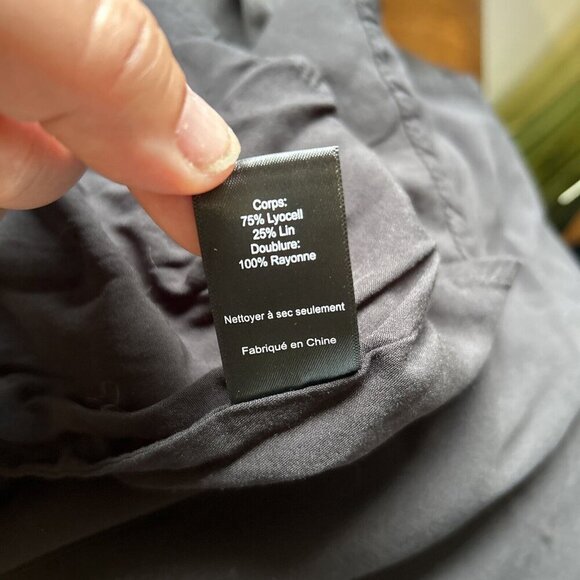 Corps:
75% Lyocell
25% Lin
Doublure:
100% Rayonne
Nettoyer à sec seulement
Fabriqué en Chine